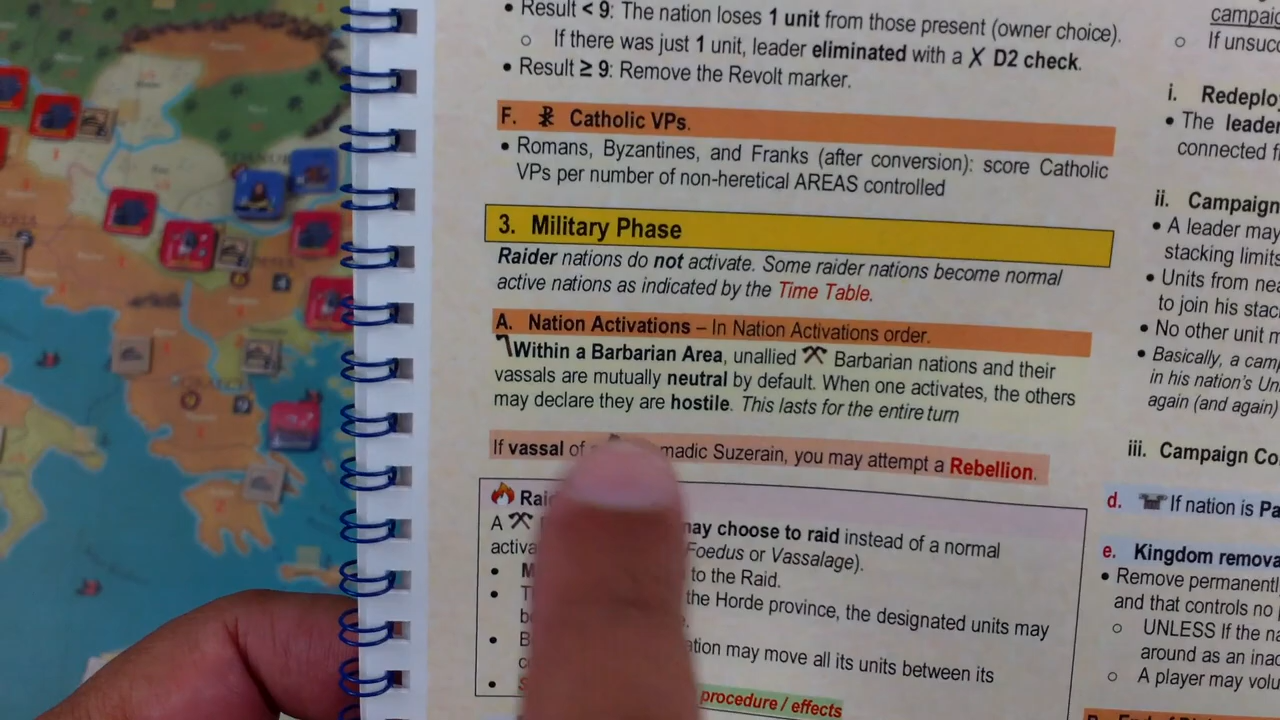 • Result < 9: The nation loses 1 unit from those present (owner choice).
o If there was just 1 unit, leader eliminated with a X D2 check.
• Result ≥ 9: Remove the Revolt marker.
F. Catholic VPs.
• Romans, Byzantines, and Franks (after conversion): score Catholic
VPs per number of non-heretical AREAS controlled
3. Military Phase
Raider nations do not activate. Some raider nations become normal
active nations as indicated by the Time Table.
A. Nation Activations – In Nation Activations order.
Within a Barbarian Area, unallied Barbarian nations and their
vassals are mutually neutral by default. When one activates, the others
may declare they are hostile. This lasts for the entire turn
If vassal of madic Suzerain, you may attempt a Rebellion.
Rai
A may choose to raid instead of a normal
activa Foedus or Vassalage).
• M to the Raid.
• T the Horde province, the designated units may
b
• B ation may move all its units between its
c
• S procedure / effects
campai
o If unsucc
i. Redeplo
• The leader
connected f
ii. Campaign
• A leader may
stacking limits
• Units from nea
to join his stac
• No other unit m
• Basically, a camp
in his nation's Un
again (and again)
iii. Campaign Co
d. If nation is Pa
e. Kingdom remova
• Remove permanentl
and that controls no
o UNLESS If the na
around as an inac
o A player may volu